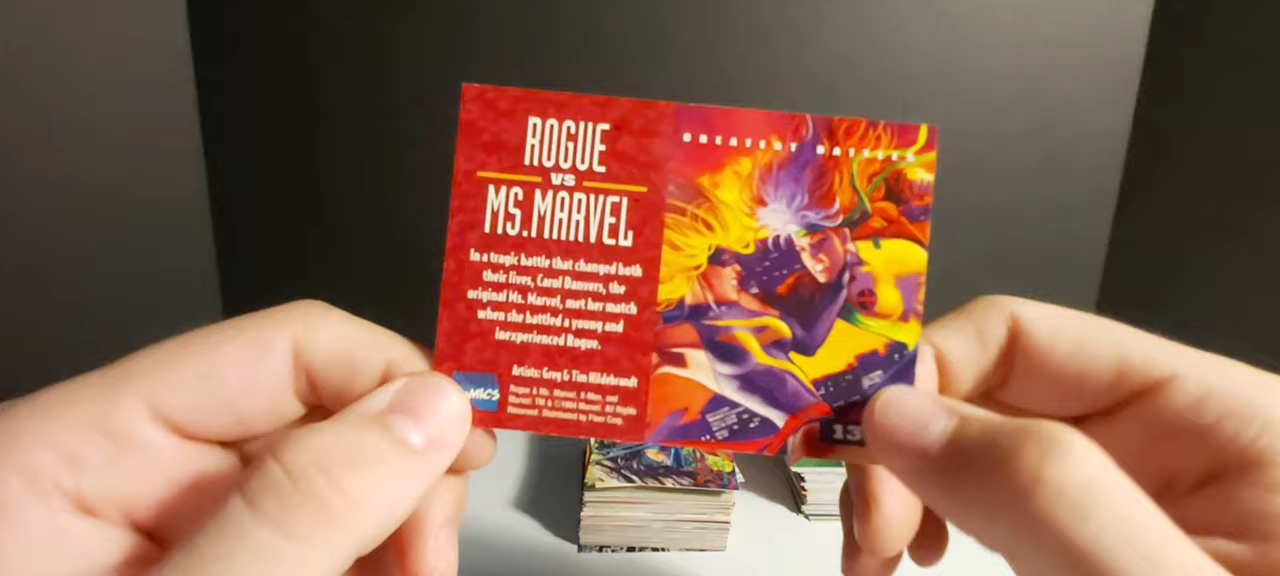 ROGUE
VS
MS.MARVEL
In a tragic battle that changed both
their lives, Carol Danvers, the
original Ms. Marvel, met her match
when she battled a young and
inexperienced Rogue.
Artists: Greg & Tim Hildebrandt
Rogue & Ms. Marvel, X-Men, and
Marvel TM & ©1994 Marvel. All Rights
Reserved. Distributed by Fleer Corp.
GREATEST BATTLES
13